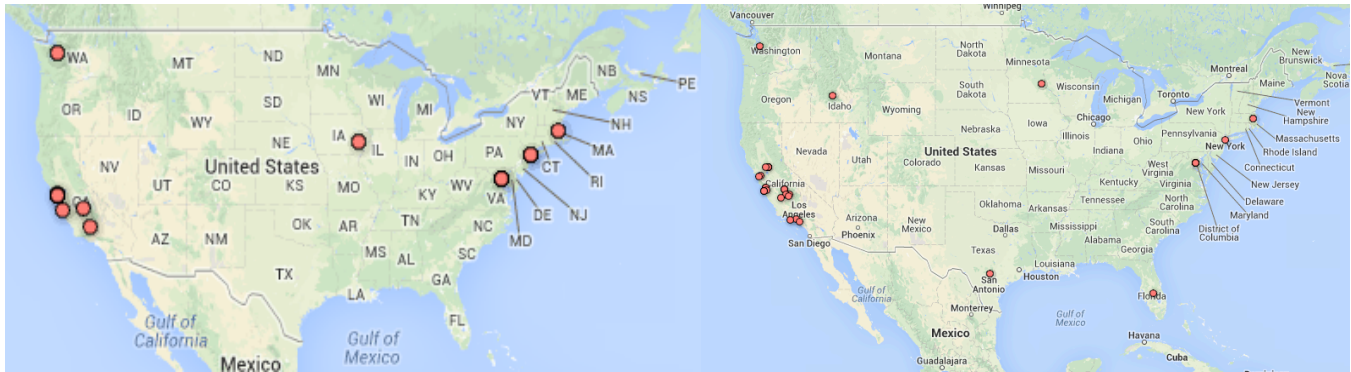 WA
MT
ND
MN
OR
ID
SD
WI
MI
VT
ME
NB
NS
PE
WY
NY
NH
IA
NE
IL
IN
OH
PA
CT
MA
RI
NV
United States
UT
CO
KS
MO
KY
WV
VA
DE
NJ
MD
AZ
NM
OK
AR
TN
NC
TX
MS
AL
SC
GA
LA
FL
Gulf of
California
Gulf of
Mexico
Mexico
Winnipeg
Vancouver
Washington
Montana
North
Dakota
Minnesota
Montreal
New
Brunswick
Maine
Nova
Scotia
Oregon
Idaho
South
Dakota
Wisconsin
Michigan
Toronto
Vermont
New
Hampshire
Wyoming
New York
Chicago
Iowa
Nebraska
Illinois
Indiana
Ohio
Pennsylvania
New York
Massachusetts
Rhode Island
Connecticut
New Jersey
Delaware
Maryland
District of
Columbia
Nevada
Utah
Colorado
United States
Kansas
Missouri
Kentucky
West
Virginia
Virginia
California
Los
Angeles
San Diego
Arizona
Phoenix
New
Mexico
Oklahoma
Arkansas
Tennessee
North
Carolina
South
Carolina
Dallas
Mississippi
Alabama
Georgia
Texas
Louisiana
Houston
San
Antonio
Florida
Gulf of
California
Monterrey
Gulf of
Mexico
Mexico
Havana
Cuba
Guadalajara